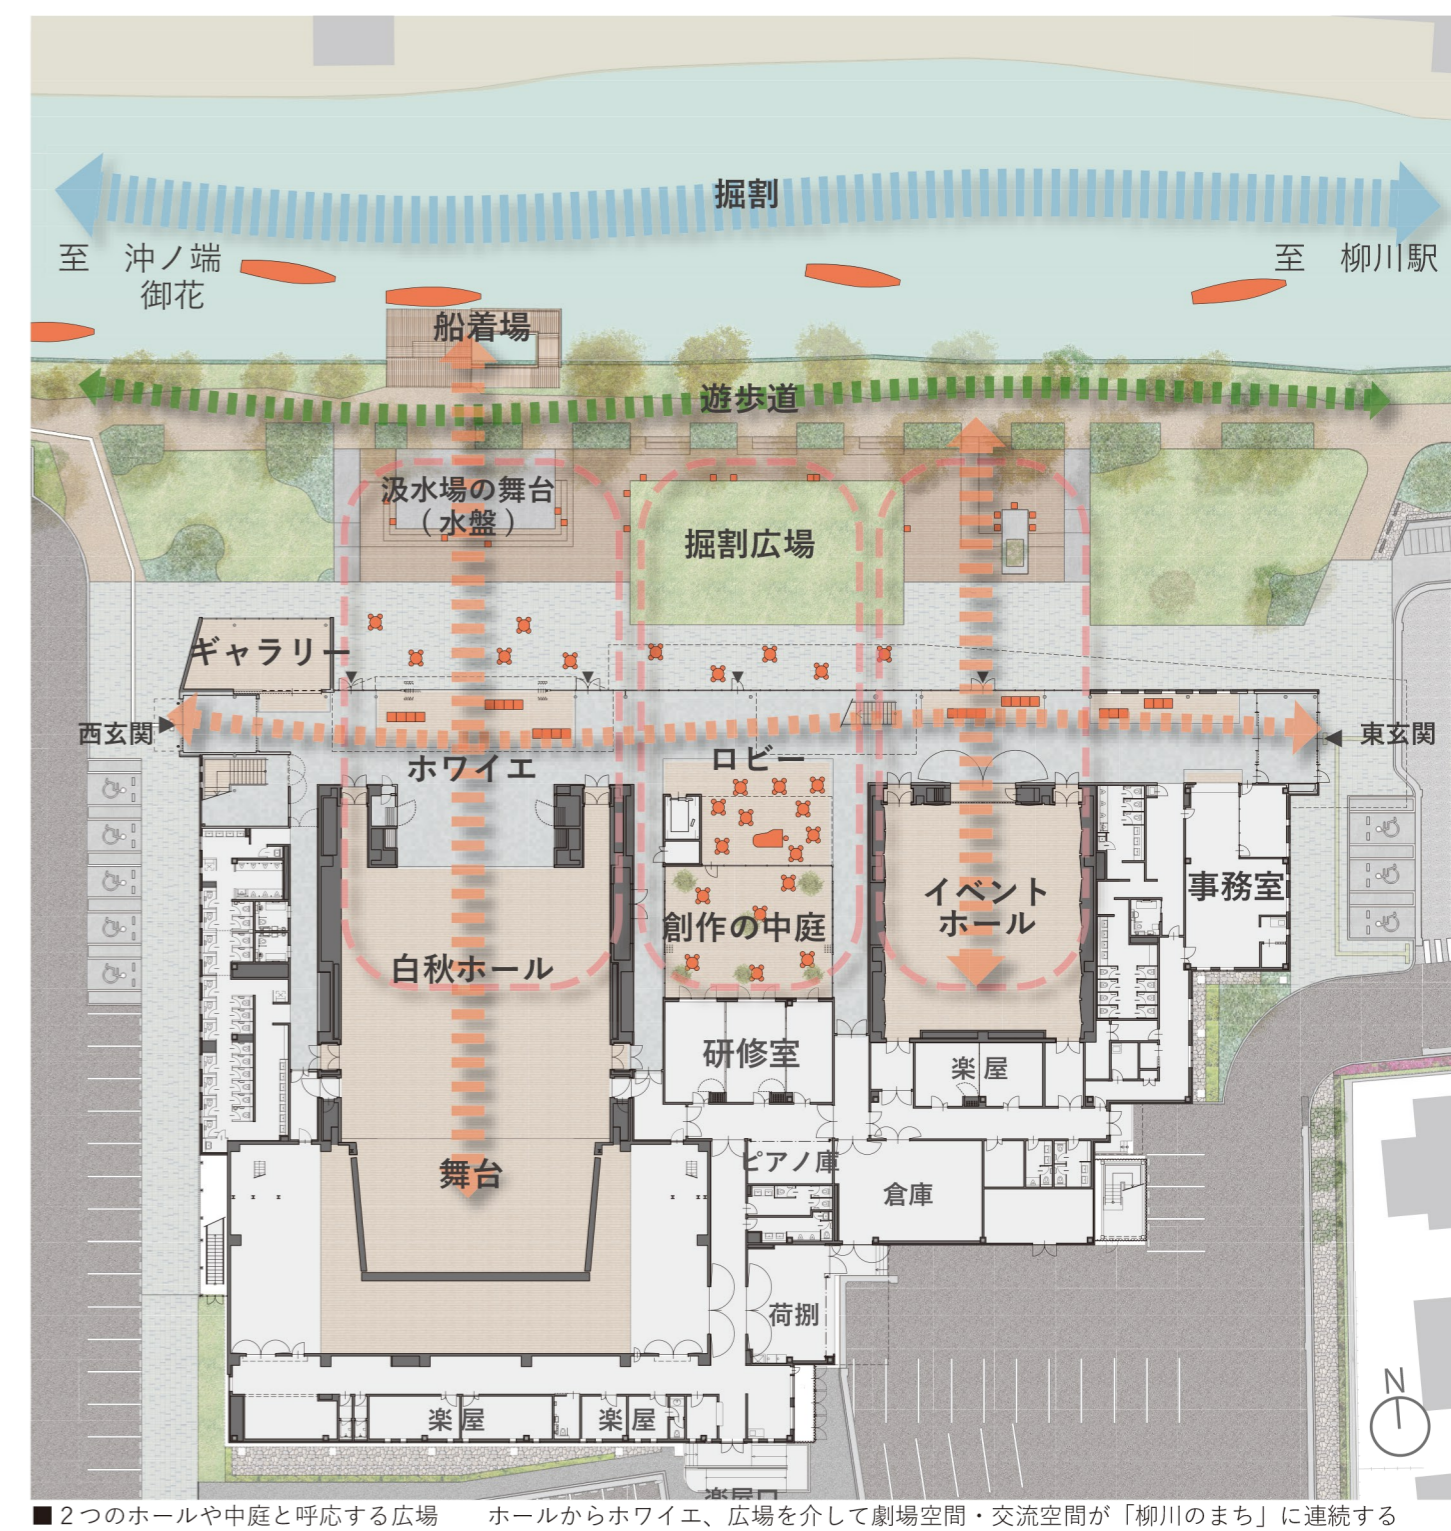 掘割
至 沖ノ端
御花
至 柳川駅
船着場
遊歩道
汲水場の舞台
(水盤)
掘割広場
ギャラリー
西玄関
東玄関
ホワイエ
ロビー
事務室
イベント
ホール
創作の中庭
白秋ホール
研修室
楽屋
舞台
ピアノ庫
倉庫
荷捌
N
楽屋
楽屋
楽屋口
■2つのホールや中庭と呼応する広場 ホールからホワイエ、広場を介して劇場空間・交流空間が「柳川のまち」に連続する